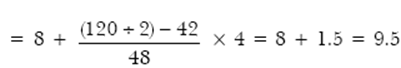 = 8 + (120 ÷ 2) – 42 / 48 × 4 = 8 + 1.5 = 9.5